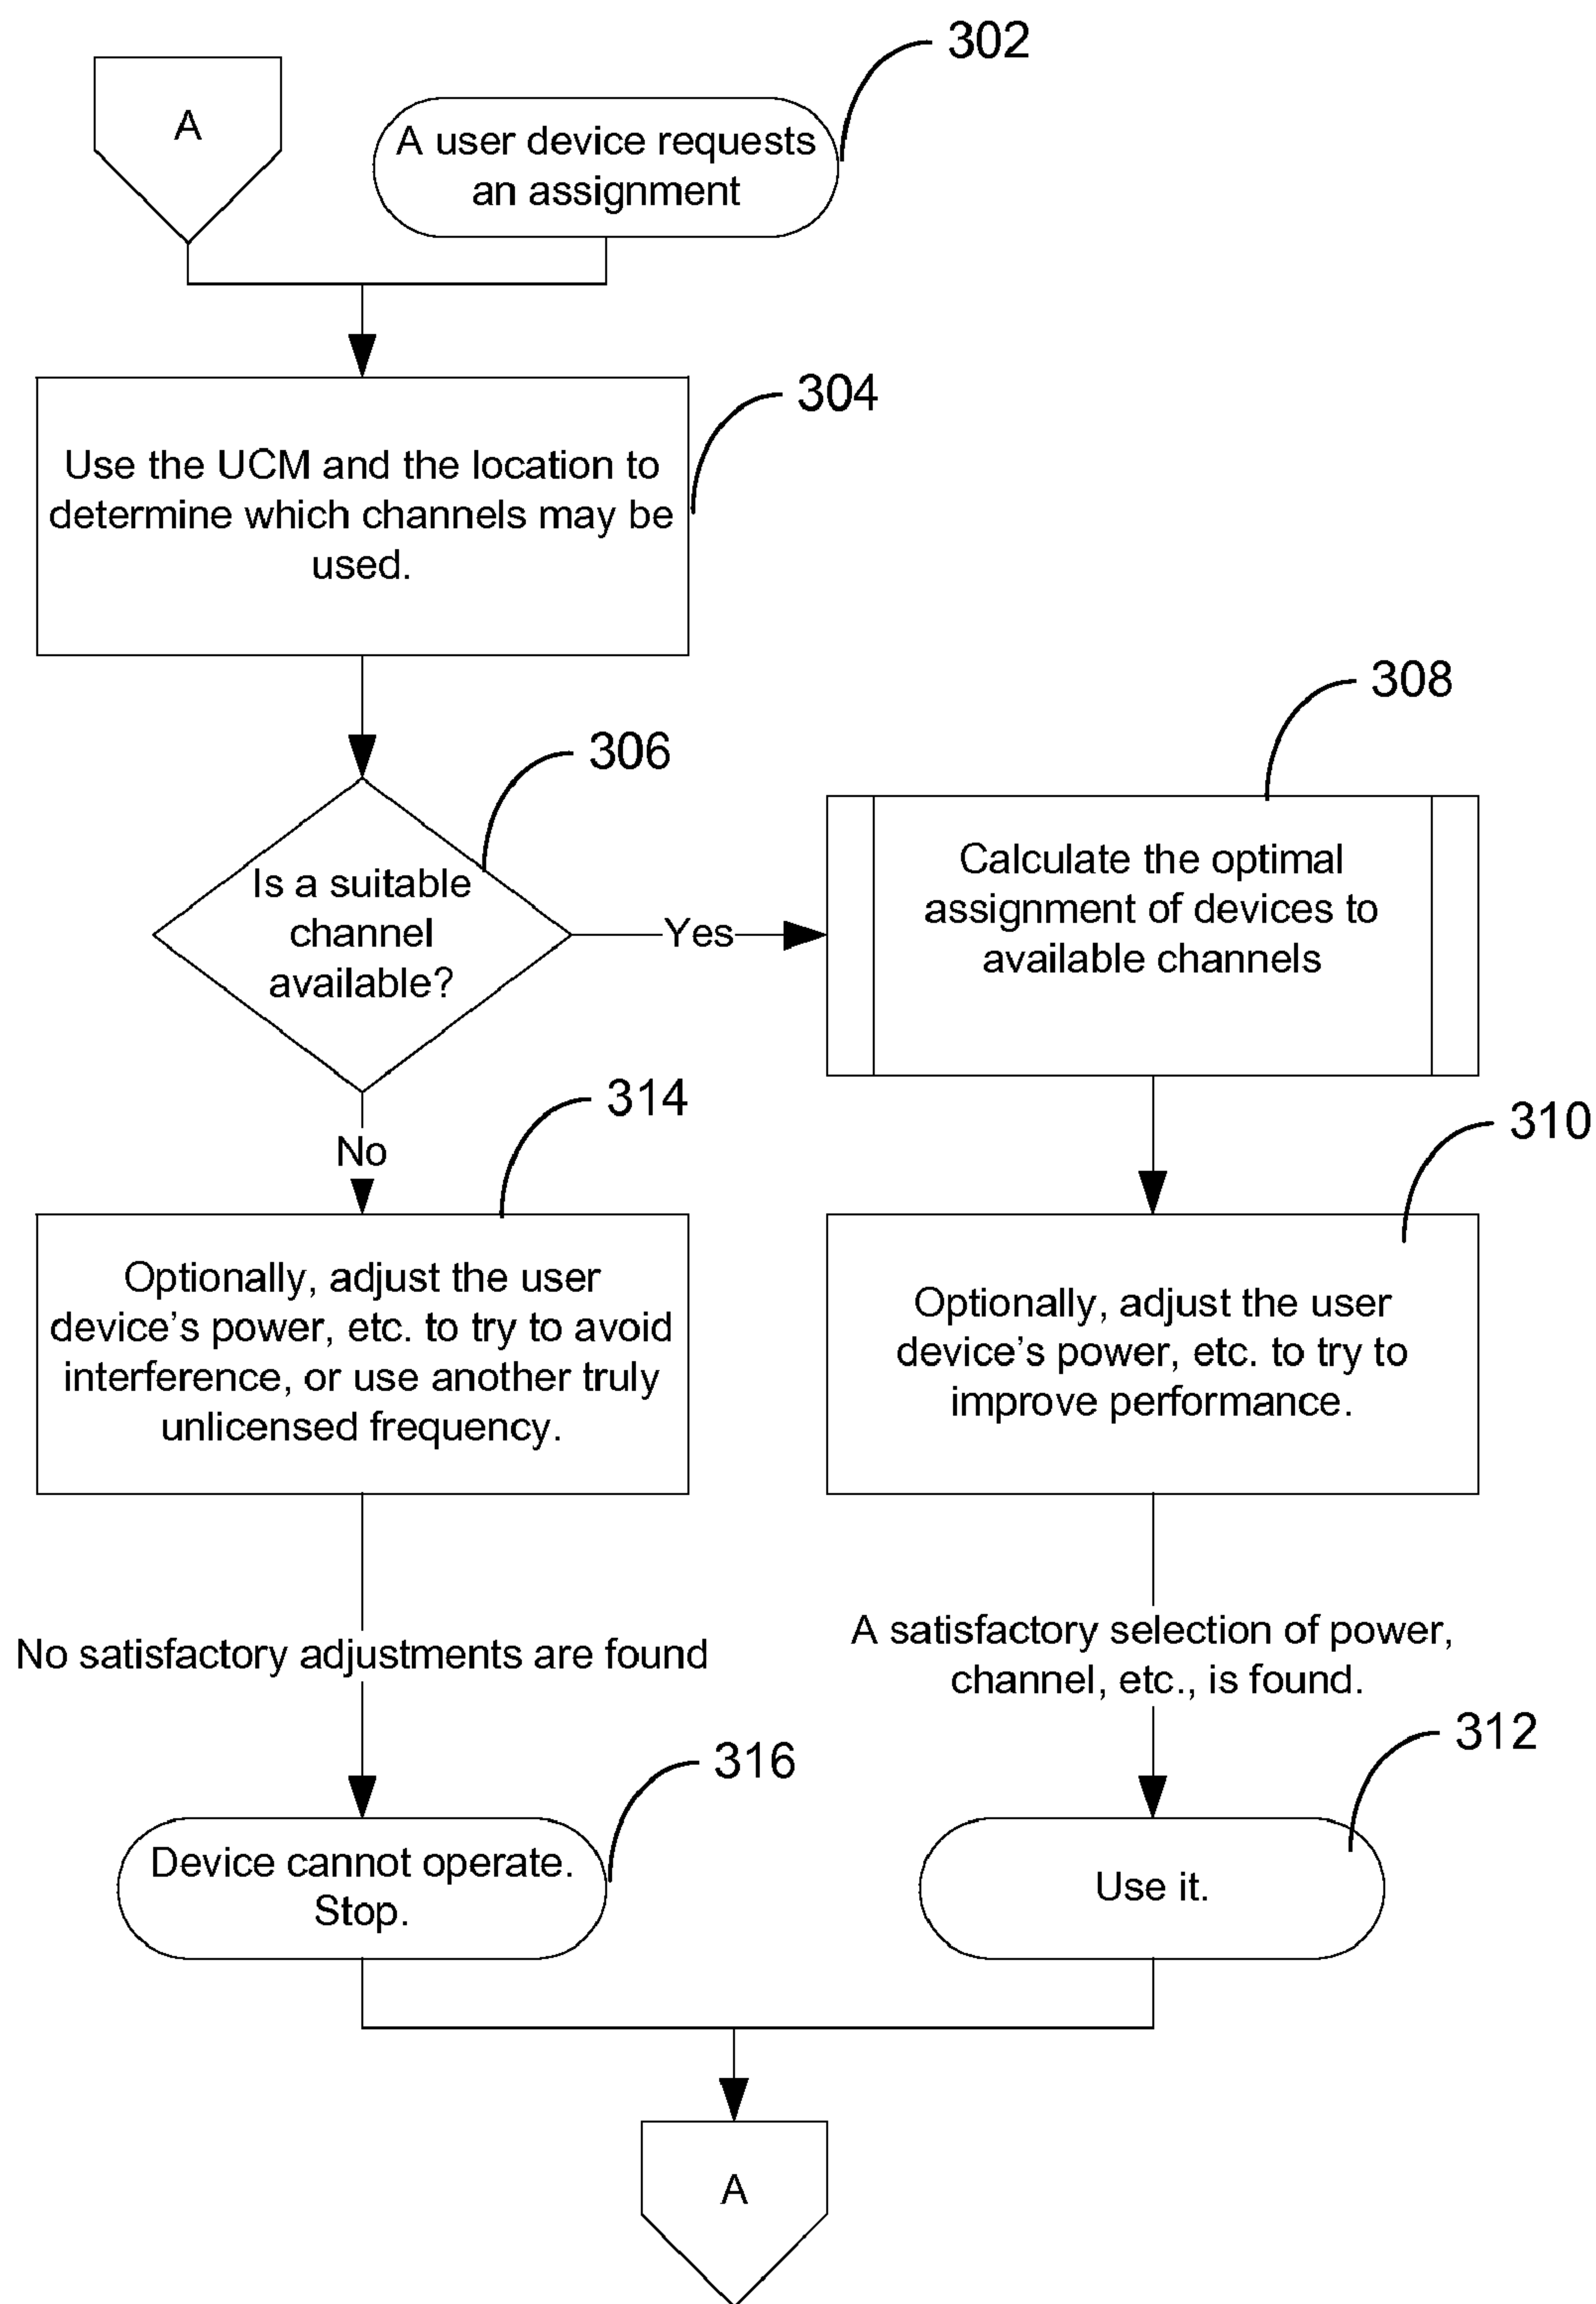 302
A
A user device requests
an assignment
304
Use the UCM and the location to
determine which channels may be
used.
308
306
Is a suitable
channel
available?
Yes
Calculate the optimal
assignment of devices to
available channels
314
310
No
Optionally, adjust the user
device's power, etc. to try to avoid
interference, or use another truly
unlicensed frequency.
Optionally, adjust the user
device's power, etc. to try to
improve performance.
No satisfactory adjustments are found
A satisfactory selection of power,
channel, etc., is found.
316
312
Device cannot operate.
Stop.
Use it.
A